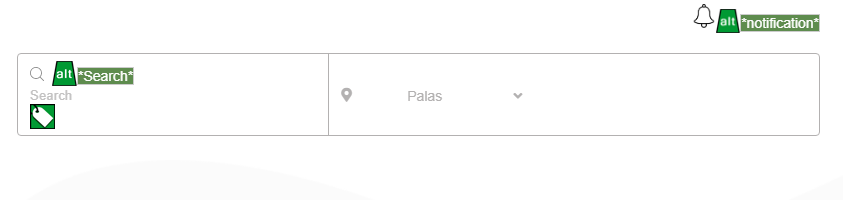 alt *notification*
alt *Search*
Search
Palas